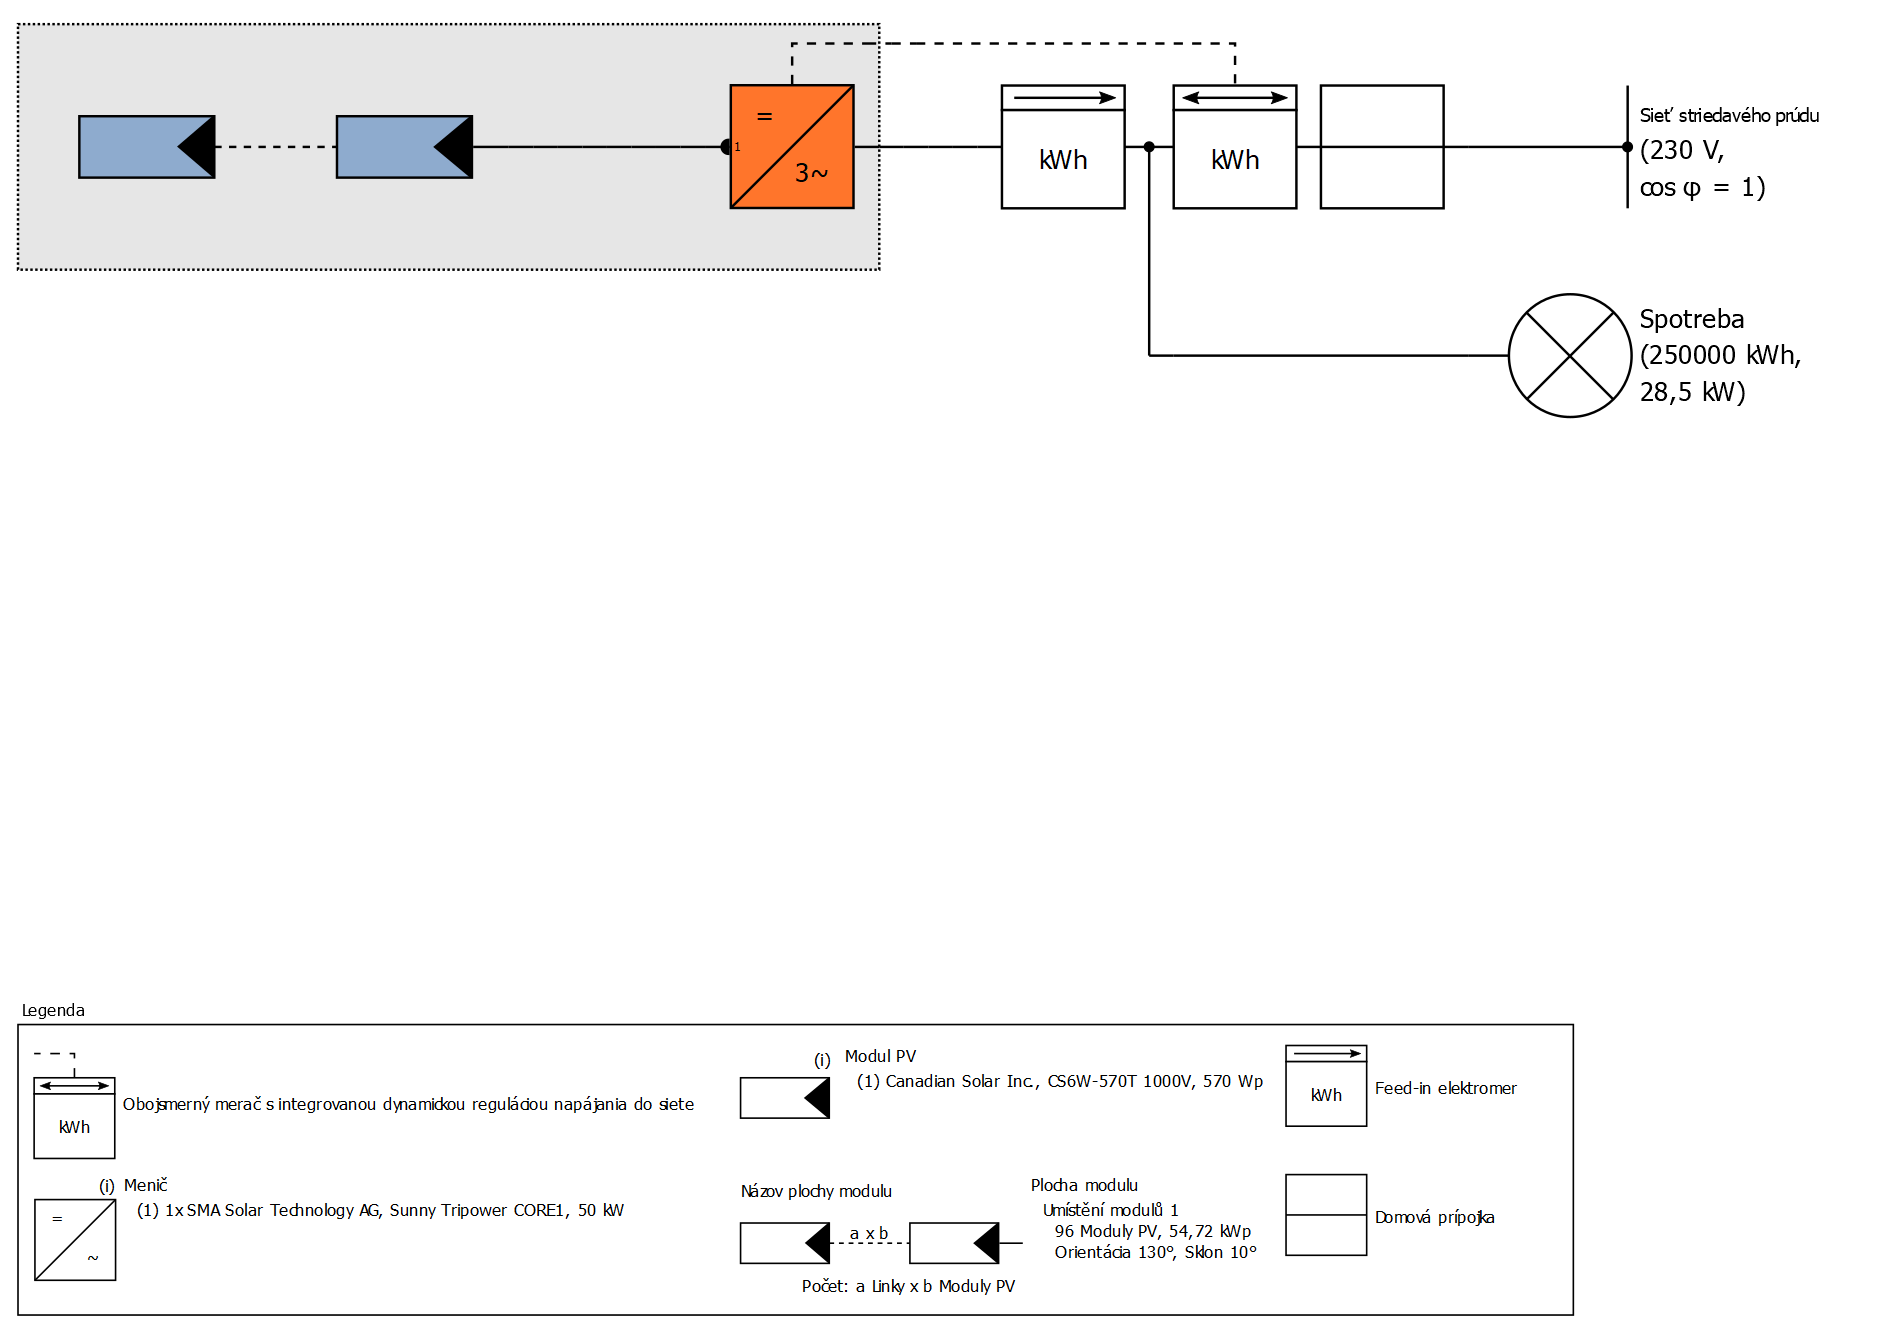 =
3~
1
kWh
kWh
Sieť striedavého prúdu
(230 V,
cos φ = 1)
Spotreba
(250000 kWh,
28,5 kW)
Legenda
kWh
Obojsmerný merač s integrovanou dynamickou reguláciou napájania do siete
(i) Menič
(1) 1x SMA Solar Technology AG, Sunny Tripower CORE1, 50 kW
=
~
(i) Modul PV
(1) Canadian Solar Inc., CS6W-570T 1000V, 570 Wp
Názov plochy modulu
a x b
Počet: a Linky x b Moduly PV
Plocha modulu
Umístění modulů 1
96 Moduly PV, 54,72 kWp
Orientácia 130°, Sklon 10°
kWh
Feed-in elektromer
Domová prípojka